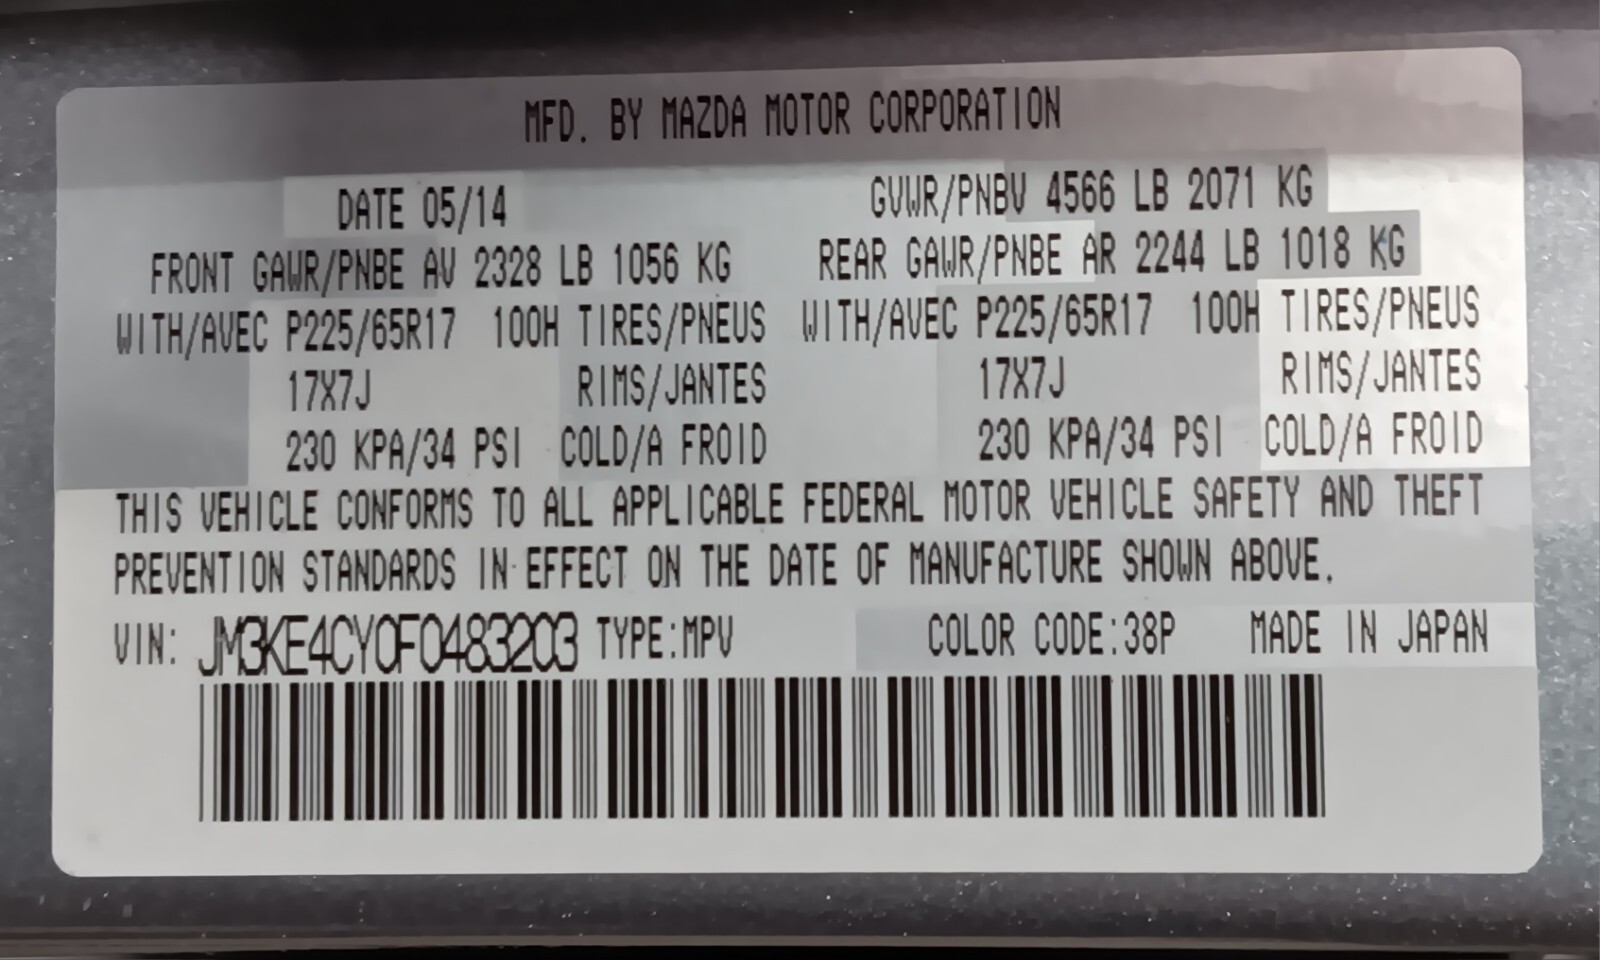 MFD. BY MAZDA MOTOR CORPORATION
DATE 05/14 GVWR/PNBV 4566 LB 2071 KG
FRONT GAWR/PNBE AV 2328 LB 1056 KG REAR GAWR/PNBE AR 2244 LB 1018 KG
WITH/AVEC P225/65R17 100H TIRES/PNEUS WITH/AVEC P225/65R17 100H TIRES/PNEUS
17X7J RIMS/JANTES 17X7J RIMS/JANTES
230 KPA/34 PSI COLD/A FROID 230 KPA/34 PSI COLD/A FROID
THIS VEHICLE CONFORMS TO ALL APPLICABLE FEDERAL MOTOR VEHICLE SAFETY AND THEFT
PREVENTION STANDARDS IN EFFECT ON THE DATE OF MANUFACTURE SHOWN ABOVE.
VIN: JM3KE4CY0F0483203 TYPE:MPV COLOR CODE:38P MADE IN JAPAN